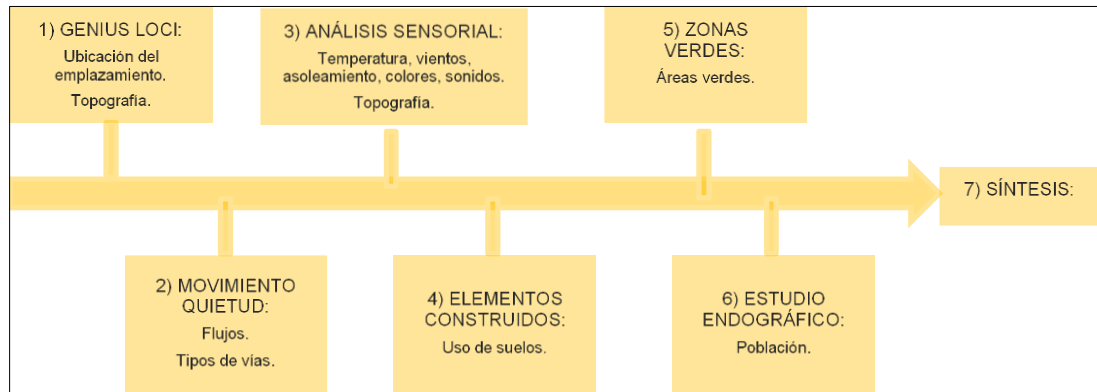 1) GENIUS LOCI:
Ubicación del
emplazamiento.
Topografía.
2) MOVIMIENTO
QUIETUD:
Flujos.
Tipos de vías.
3) ANÁLISIS SENSORIAL:
Temperatura, vientos,
asoleamiento, colores, sonidos.
Topografía.
4) ELEMENTOS
CONSTRUIDOS:
Uso de suelos.
5) ZONAS
VERDES:
Áreas verdes.
6) ESTUDIO
ENDOGRÁFICO:
Población.
7) SÍNTESIS: